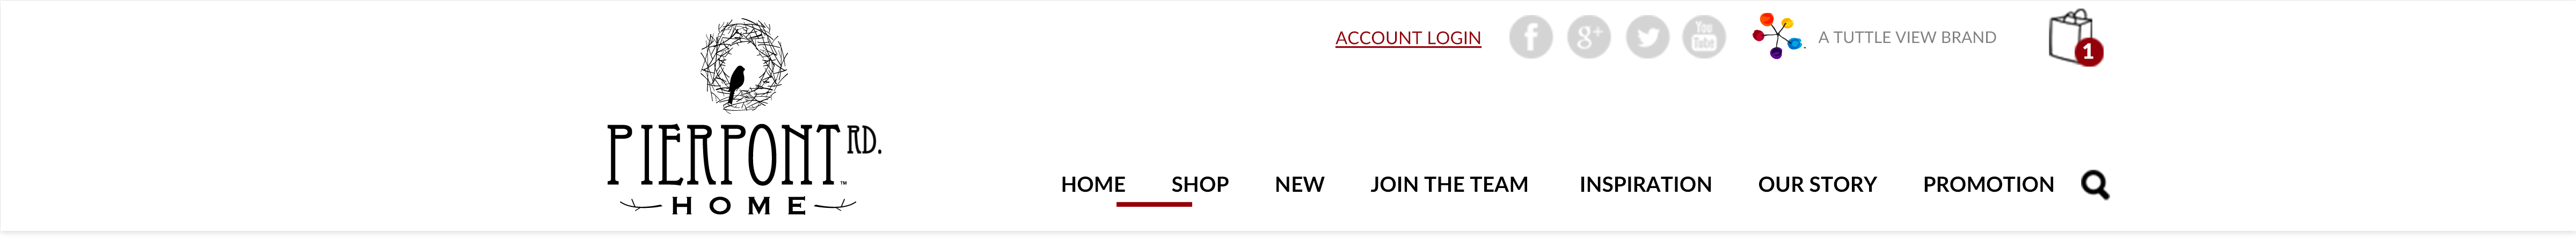 ACCOUNT LOGIN
f
g+
You
Tube
A TUTTLE VIEW BRAND
1
PIERPONT RD.
™
HOME
HOME SHOP NEW JOIN THE TEAM INSPIRATION OUR STORY PROMOTION